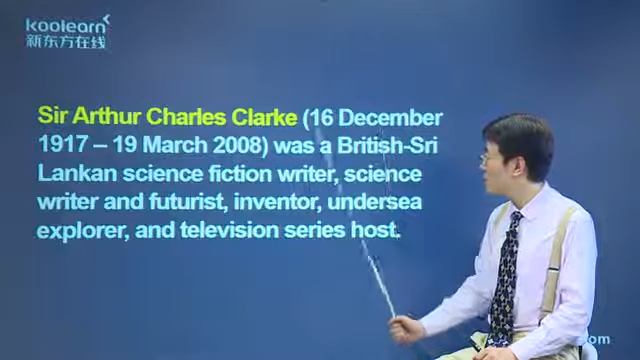 koolearn
新东方在线
Sir Arthur Charles Clarke (16 December
1917 – 19 March 2008) was a British-Sri
Lankan science fiction writer, science
writer and futurist, inventor, undersea
explorer, and television series host.
om